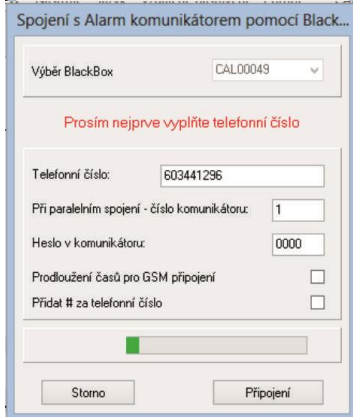 Spojení s Alarm komunikátorem pomocí Black...
Výběr BlackBox CAL00049
Prosím nejprve vyplňte telefonní číslo
Telefonní číslo: 603441296
Při paralelním spojení - číslo komunikátoru: 1
Heslo v komunikátoru: 0000
Prodloužení časů pro GSM připojení
Přidat # za telefonní číslo
Storno Připojení